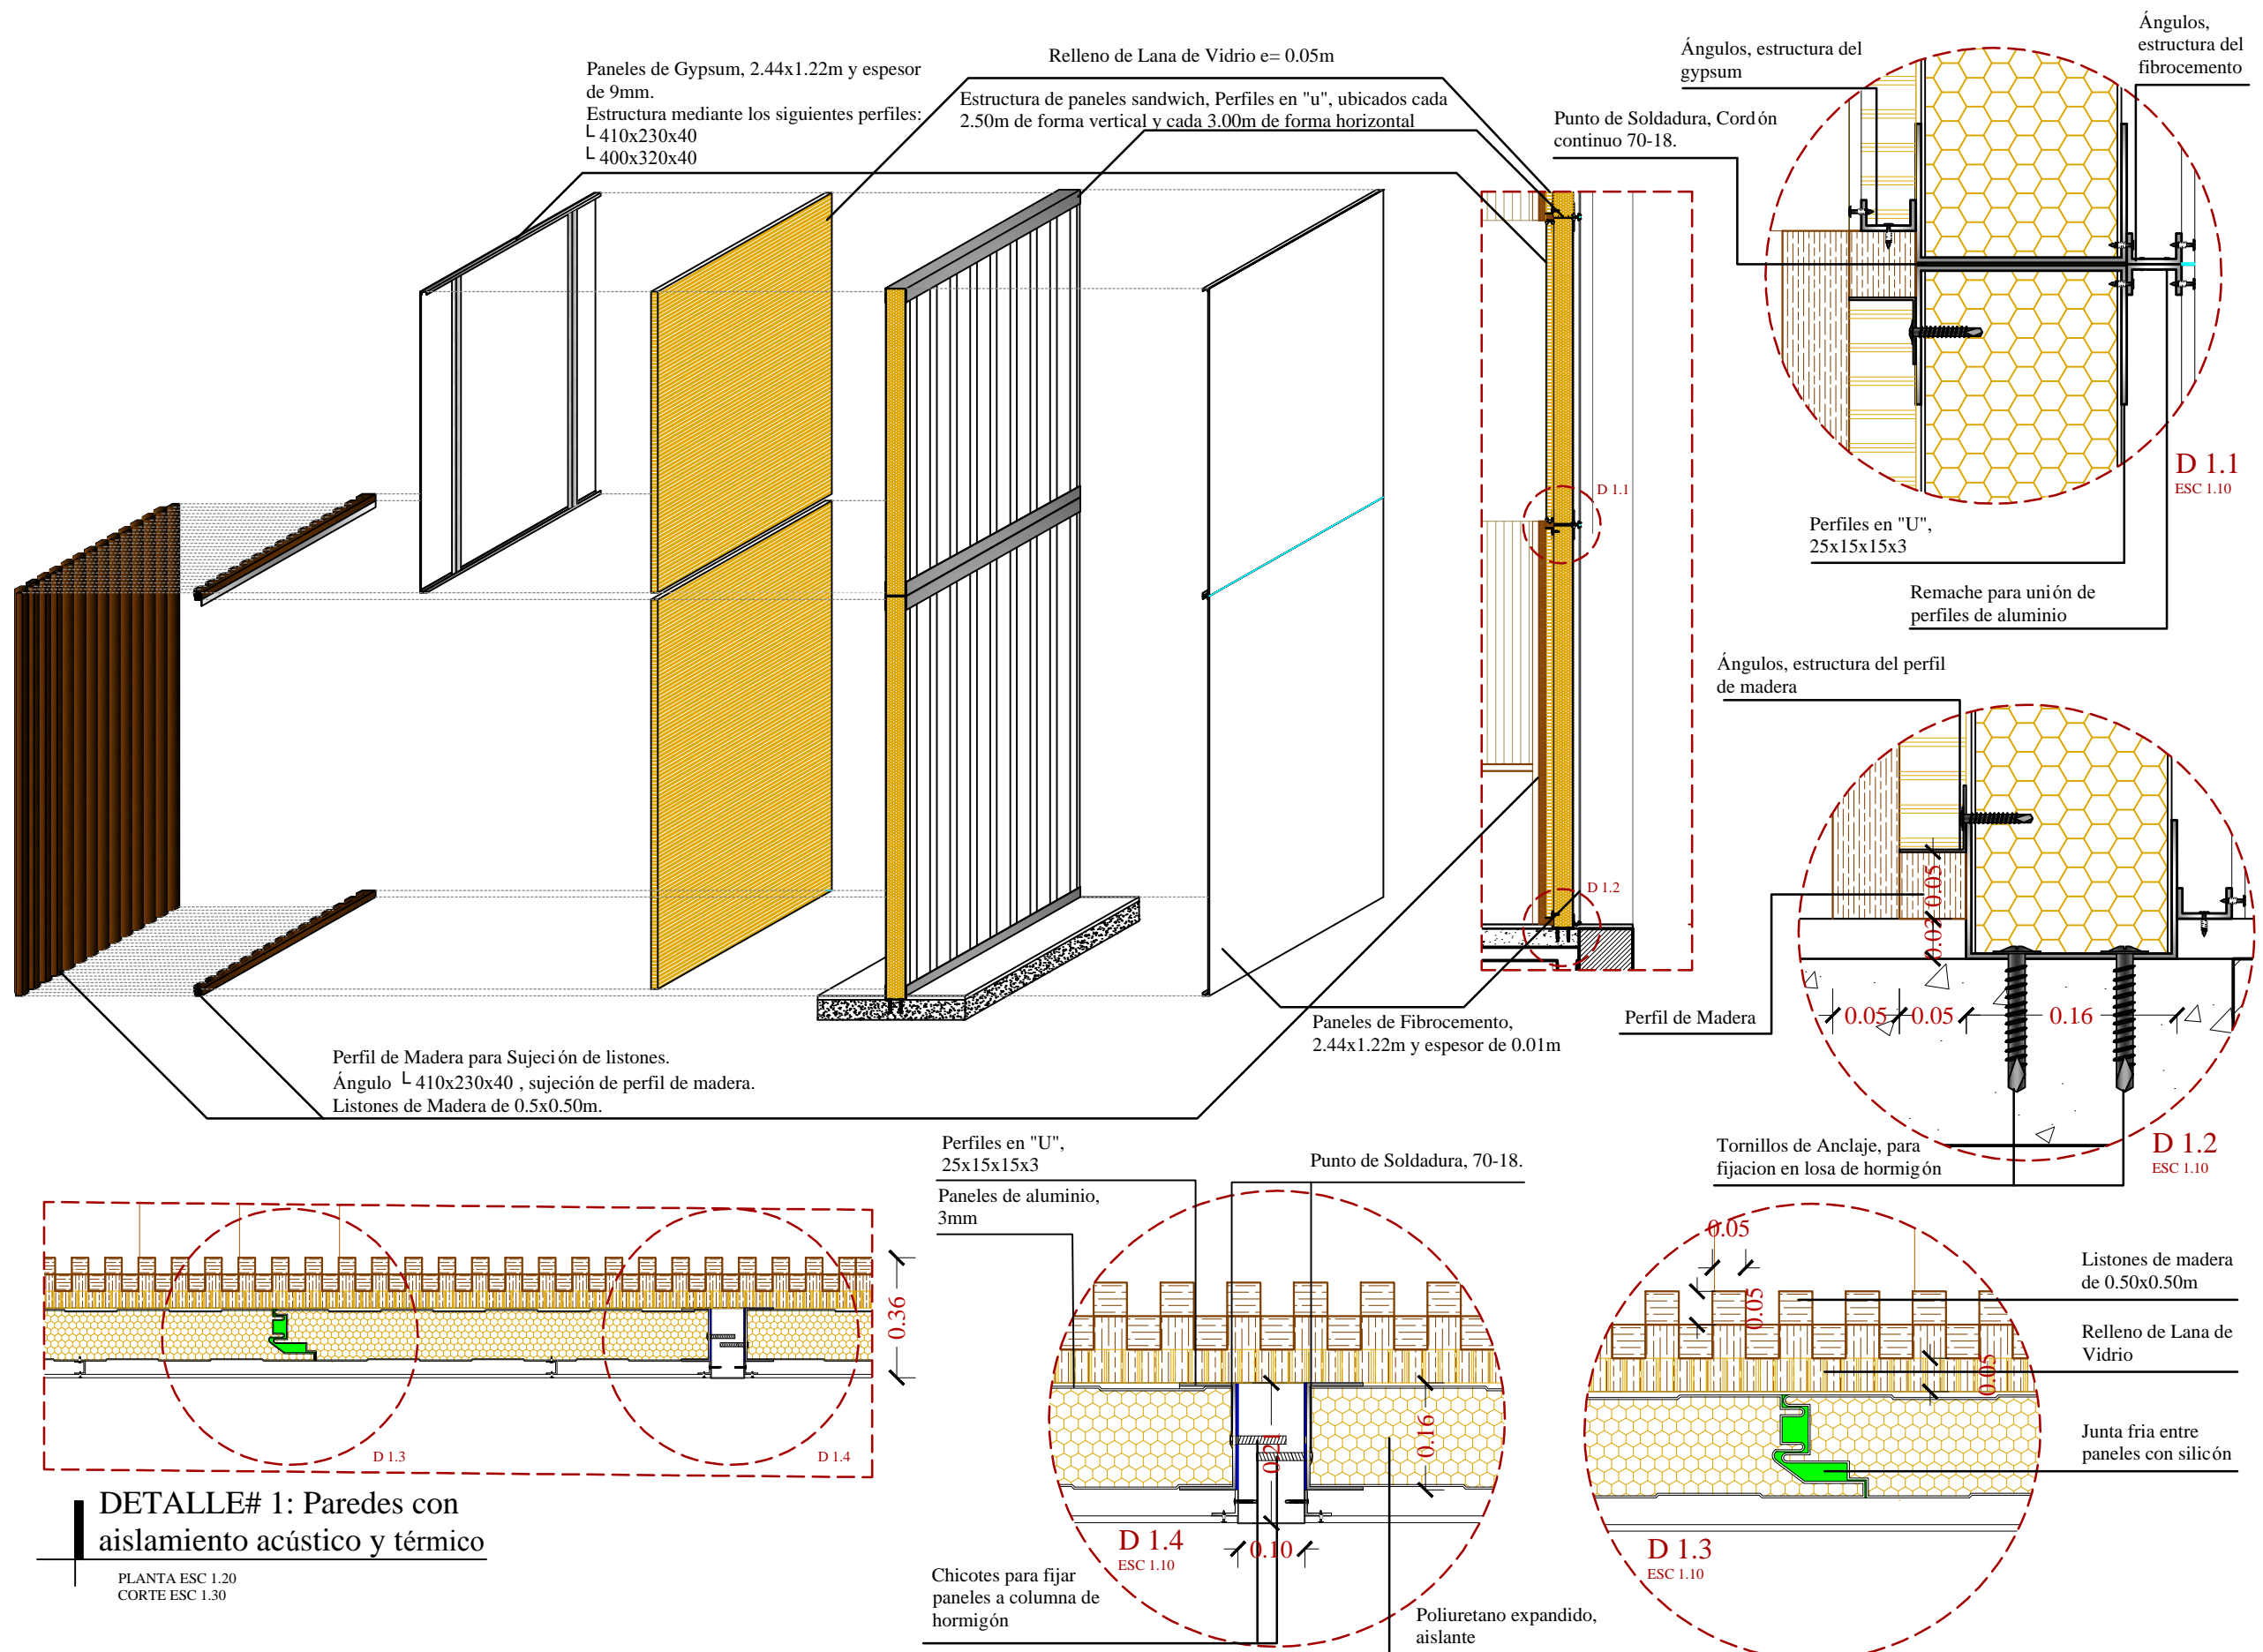 Paneles de Gypsum, 2.44x1.22m y espesor
de 9mm.
Estructura mediante los siguientes perfiles:
└ 410x230x40
└ 400x320x40
Relleno de Lana de Vidrio e= 0.05m
Estructura de paneles sandwich, Perfiles en "u", ubicados cada
2.50m de forma vertical y cada 3.00m de forma horizontal
Ángulos, estructura del
gypsum
Ángulos,
estructura del
fibrocemento
Punto de Soldadura, Cordón
continuo 70-18.
D 1.1
ESC 1.10
Perfiles en "U",
25x15x15x3
Remache para unión de
perfiles de aluminio
D 1.1
D 1.2
Ángulos, estructura del perfil
de madera
0.05
0.02
0.05
0.05
0.16
Perfil de Madera
Tornillos de Anclaje, para
fijacion en losa de hormigón
D 1.2
ESC 1.10
Paneles de Fibrocemento,
2.44x1.22m y espesor de 0.01m
Perfil de Madera para Sujeción de listones.
Ángulo └ 410x230x40 , sujeción de perfil de madera.
Listones de Madera de 0.5x0.50m.
0.36
D 1.3
D 1.4
DETALLE# 1: Paredes con
aislamiento acústico y térmico
PLANTA ESC 1.20
CORTE ESC 1.30
Perfiles en "U",
25x15x15x3
Paneles de aluminio,
3mm
Punto de Soldadura, 70-18.
0.21
0.16
0.10
D 1.4
ESC 1.10
Chicotes para fijar
paneles a columna de
hormigón
Poliuretano expandido,
aislante
0.05
0.05
0.05
Listones de madera
de 0.50x0.50m
Relleno de Lana de
Vidrio
Junta fria entre
paneles con silicón
D 1.3
ESC 1.10